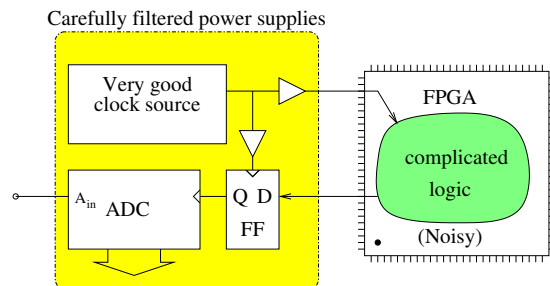 Carefully filtered power supplies
Very good
clock source
FPGA
complicated
logic
(Noisy)
A_in ADC
Q D
FF